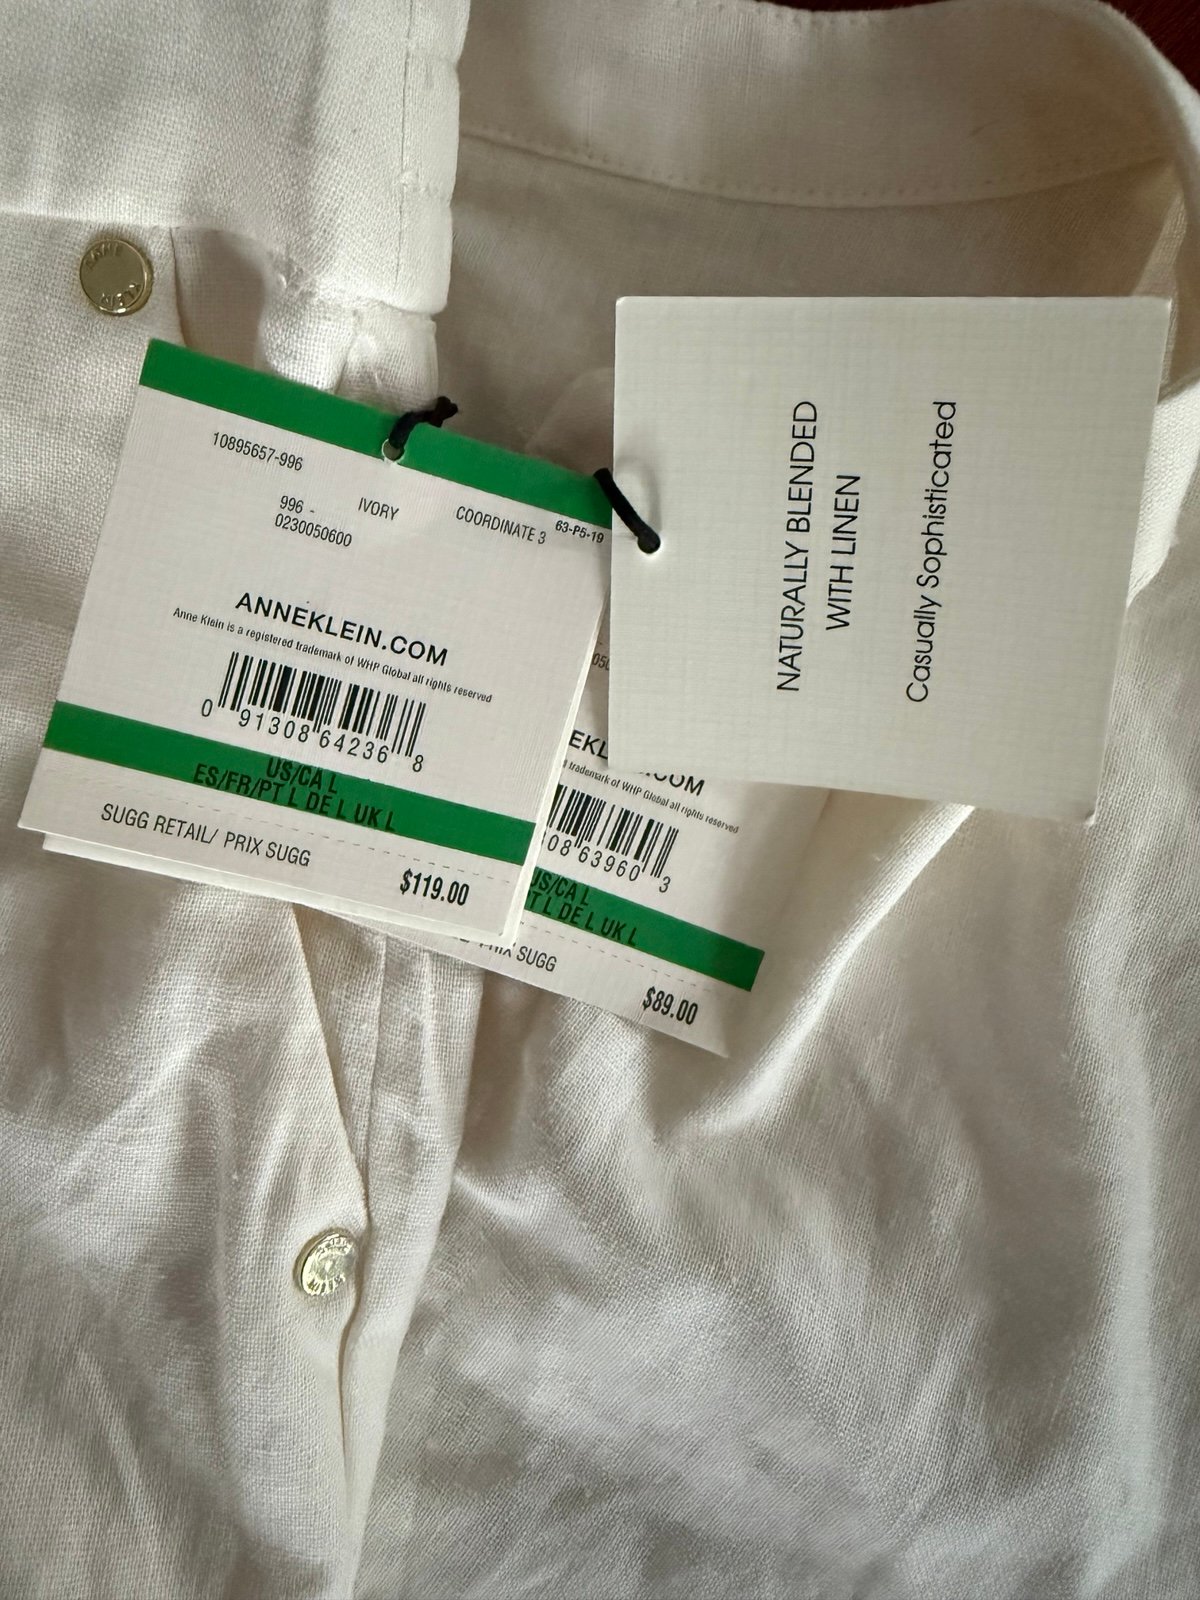 ANNE
KLEIN
10895657-996
996 - IVORY COORDINATE 3 63-P5-19
0230050600
ANNEKLEIN.COM
Anne Klein is a registered trademark of WHP Global all rights reserved
0 91308 64236 8
US/CA L
ES/FR/PT L DE L UK L
SUGG RETAIL/ PRIX SUGG
$119.00
NATURALLY BLENDED
WITH LINEN
Casually Sophisticated
.COM
trademark of WHP Global all rights reserved
08 63960 3
US/CA L
L DE L UK L
PRIX SUGG
$89.00